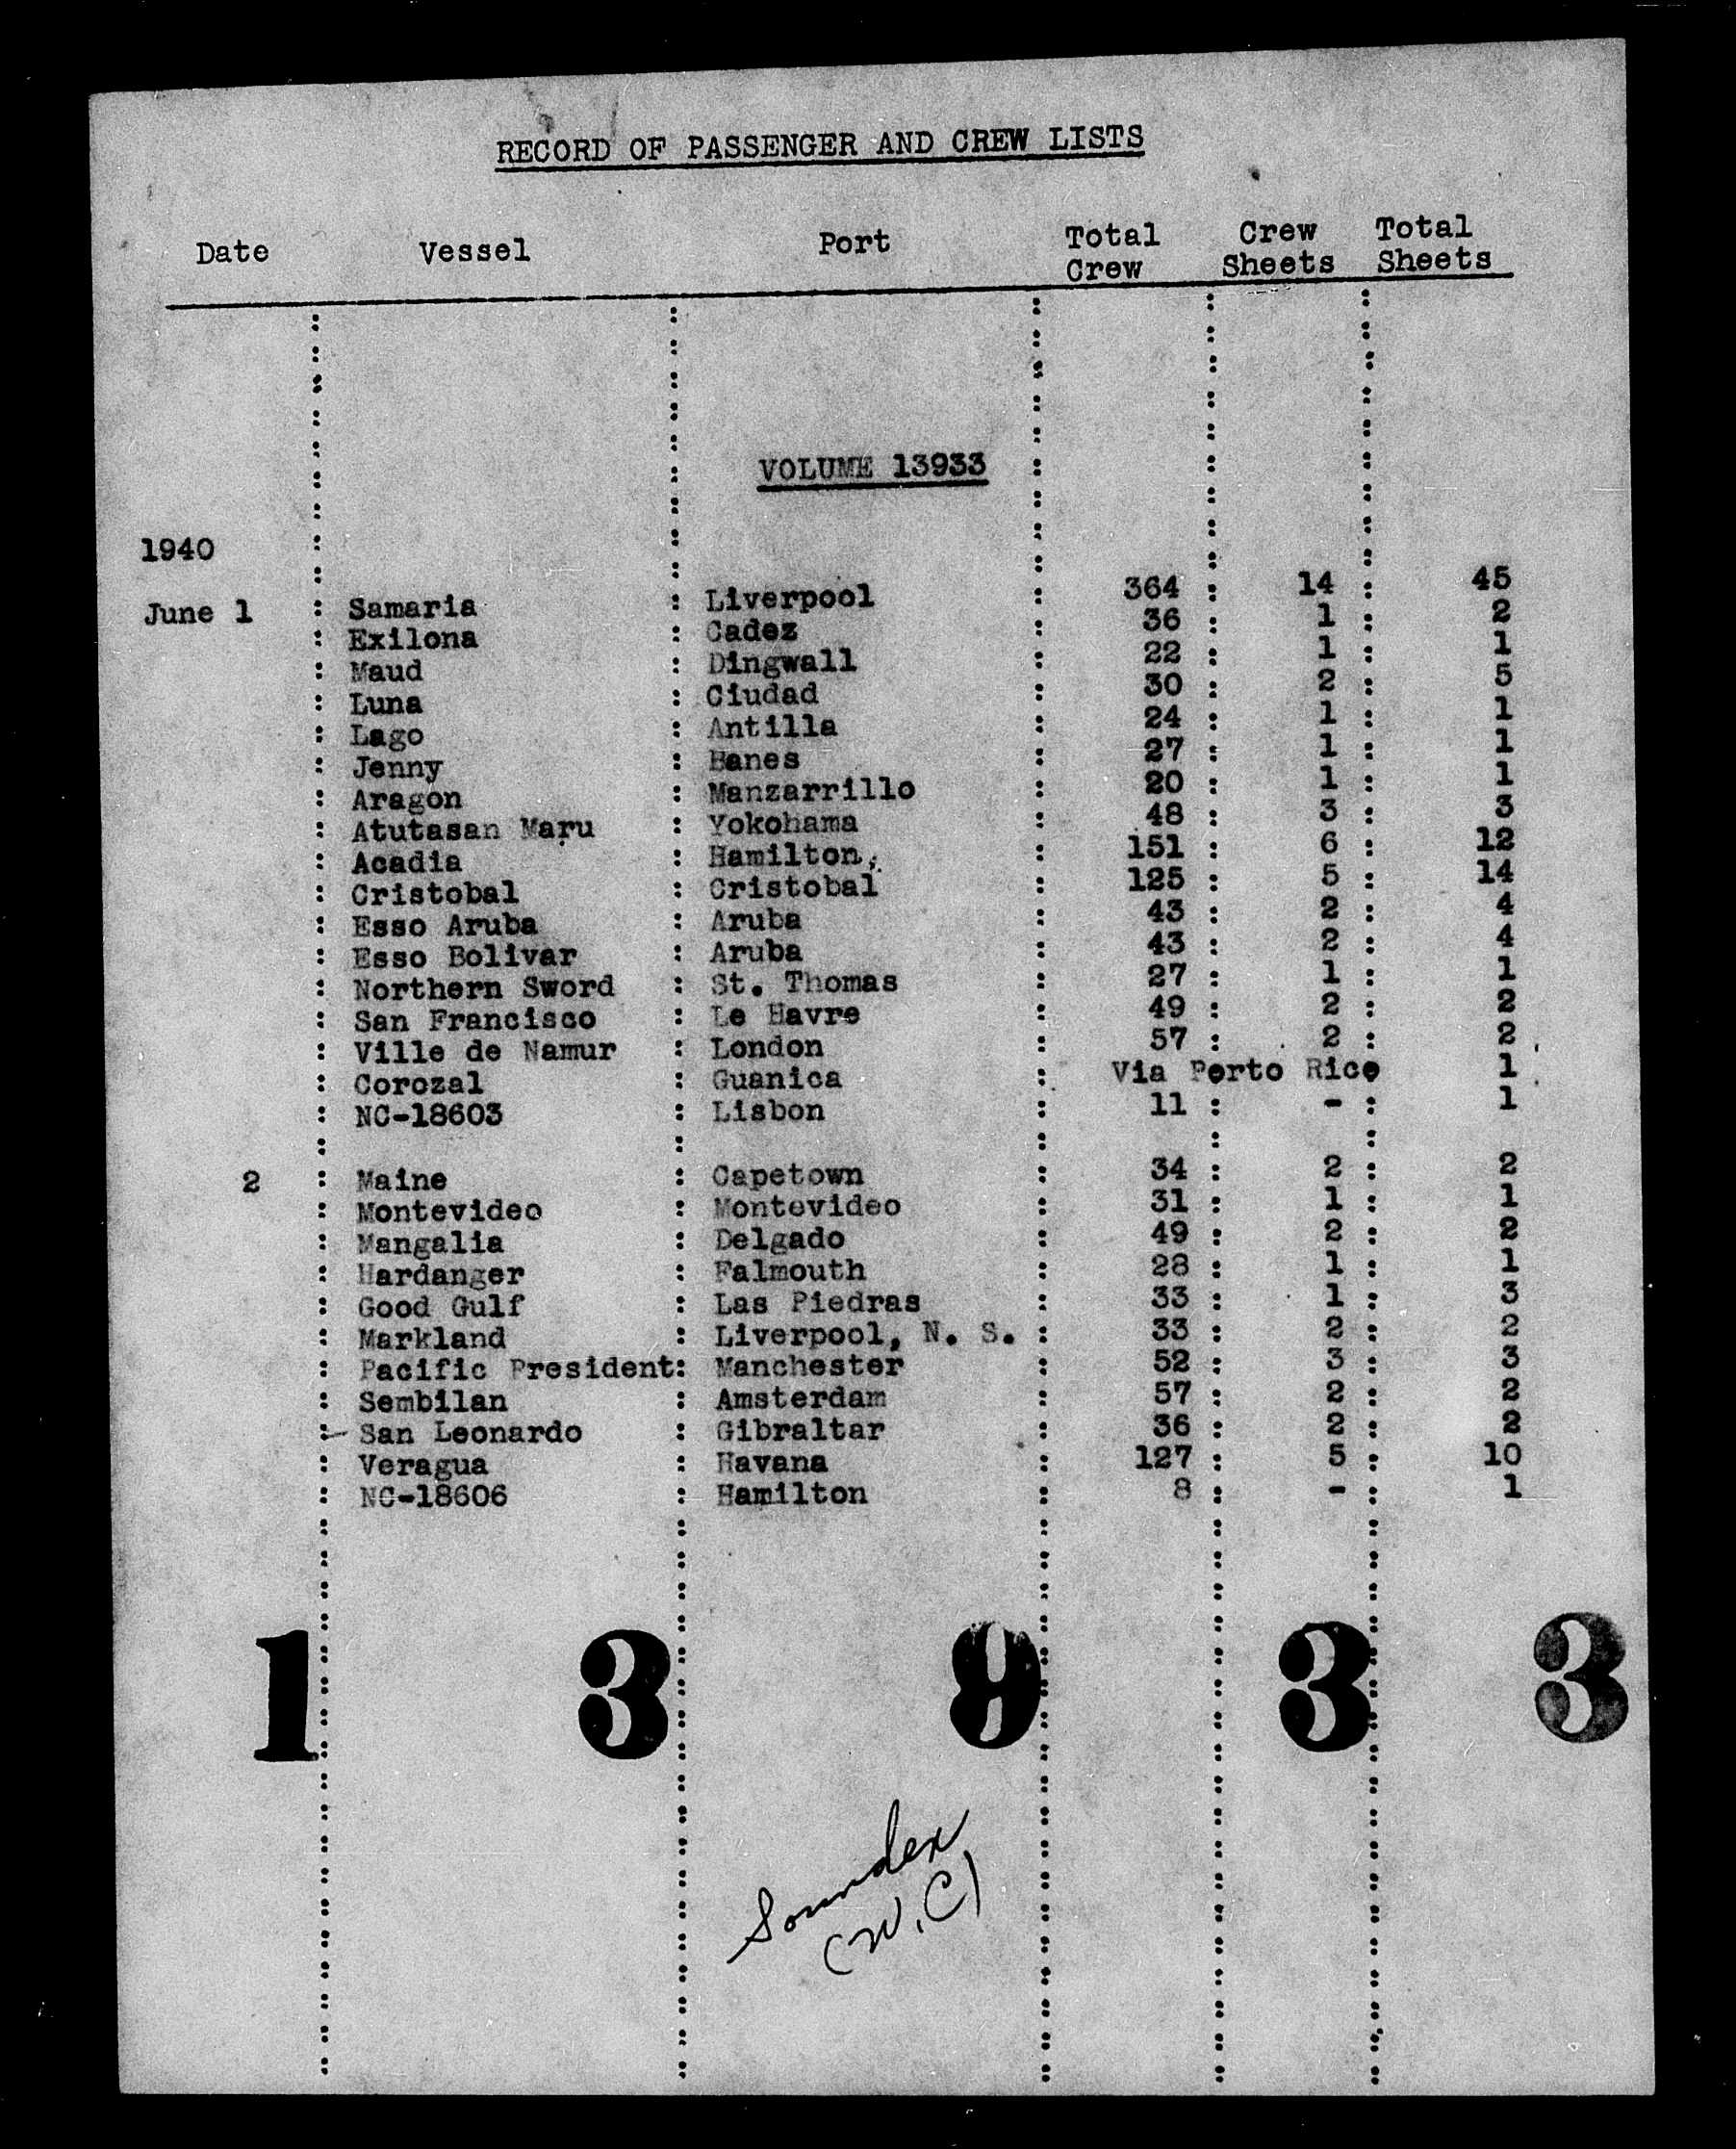 RECORD OF PASSENGER AND CREW LISTS
Date Vessel Port Total Crew Crew Sheets Total Sheets
VOLUME 13933
1940
June 1 : Samaria : Liverpool : 364 : 14 : 45
: Exilona : Cadez : 36 : 1 : 2
: Maud : Dingwall : 22 : 1 : 1
: Luna : Ciudad : 30 : 2 : 5
: Lago : Antilla : 24 : 1 : 1
: Jenny : Banes : 27 : 1 : 1
: Aragon : Manzarrillo : 20 : 1 : 1
: Atutasan Maru : Yokohama : 48 : 3 : 3
: Acadia : Hamilton, : 151 : 6 : 12
: Cristobal : Cristobal : 125 : 5 : 14
: Esso Aruba : Aruba : 43 : 2 : 4
: Esso Bolivar : Aruba : 43 : 2 : 4
: Northern Sword : St. Thomas : 27 : 1 : 1
: San Francisco : Le Havre : 49 : 2 : 2
: Ville de Namur : London : 57 : 2 : 2
: Corozal : Guanica : Via Porto Rico 1
: NC-18603 : Lisbon : 11 : - : 1
2 : Maine : Capetown : 34 : 2 : 2
: Montevideo : Montevideo : 31 : 1 : 1
: Mangalia : Delgado : 49 : 2 : 2
: Hardanger : Falmouth : 28 : 1 : 1
: Good Gulf : Las Piedras : 33 : 1 : 3
: Markland : Liverpool, N. S. : 33 : 2 : 2
: Pacific President: Manchester : 52 : 3 : 3
: Sembilan : Amsterdam : 57 : 2 : 2
: San Leonardo : Gibraltar : 36 : 2 : 2
: Veragua : Havana : 127 : 5 : 10
: NC-18606 : Hamilton : 8 : - : 1
1 3 9 3 3
Soundex
(N.C)